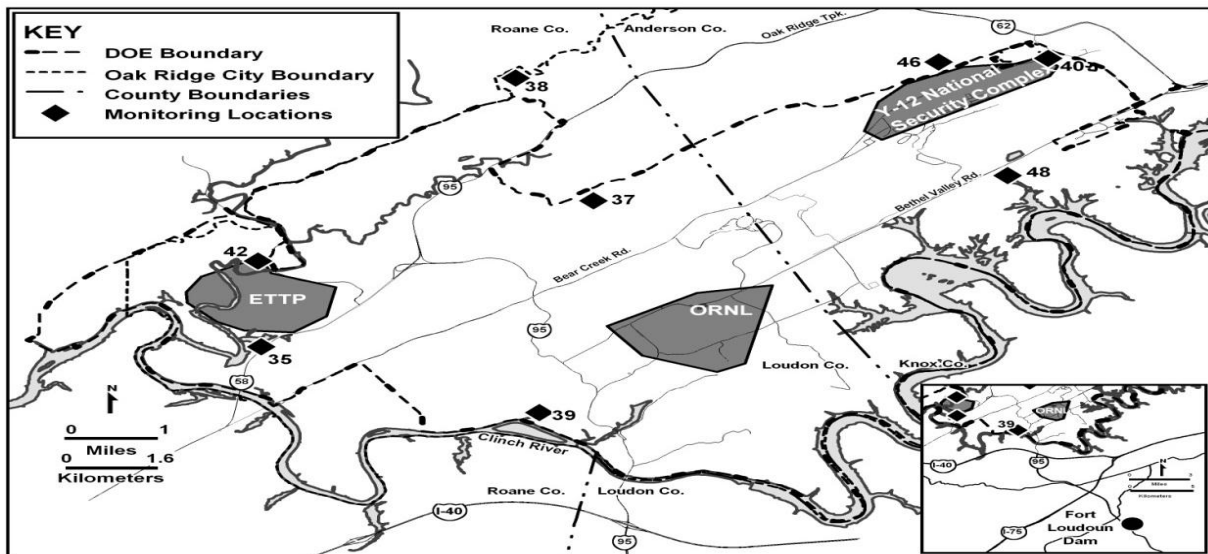 KEY
DOE Boundary
Oak Ridge City Boundary
County Boundaries
Monitoring Locations
Roane Co.
Anderson Co.
Oak Ridge Tpk.
62
38
46
40
Y-12 National
Security Complex
95
37
48
Bethel Valley Rd.
42
ETTP
Bear Creek Rd.
ORNL
95
35
58
Loudon Co.
Knox Co.
N
0 1
Miles
0 1.6
Kilometers
39
Clinch River
Roane Co.
Loudon Co.
I-40
95
39
ORNL
I-40
95
N
Miles
Kilometers
I-75
Fort
Loudoun
Dam